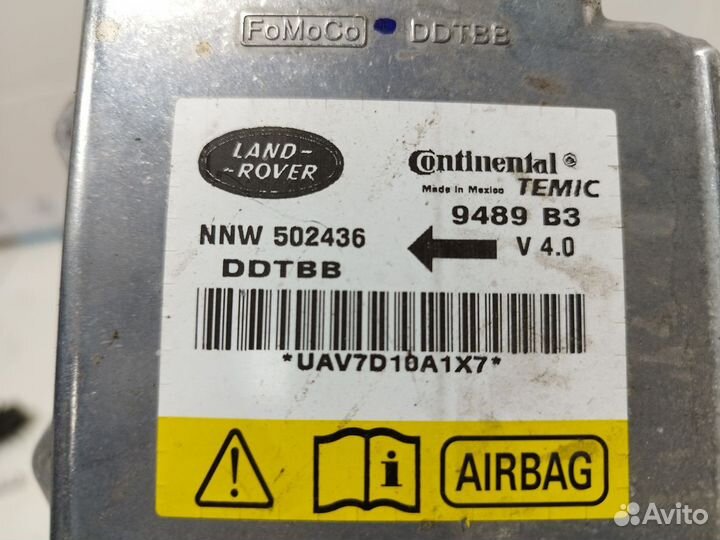 FoMoCo DDTBB
LAND-
-ROVER
Continental ®
Made in Mexico TEMIC
9489 B3
NNW 502436
V 4.0
DDTBB
*UAV7D10A1X7*
i
AIRBAG
Avito